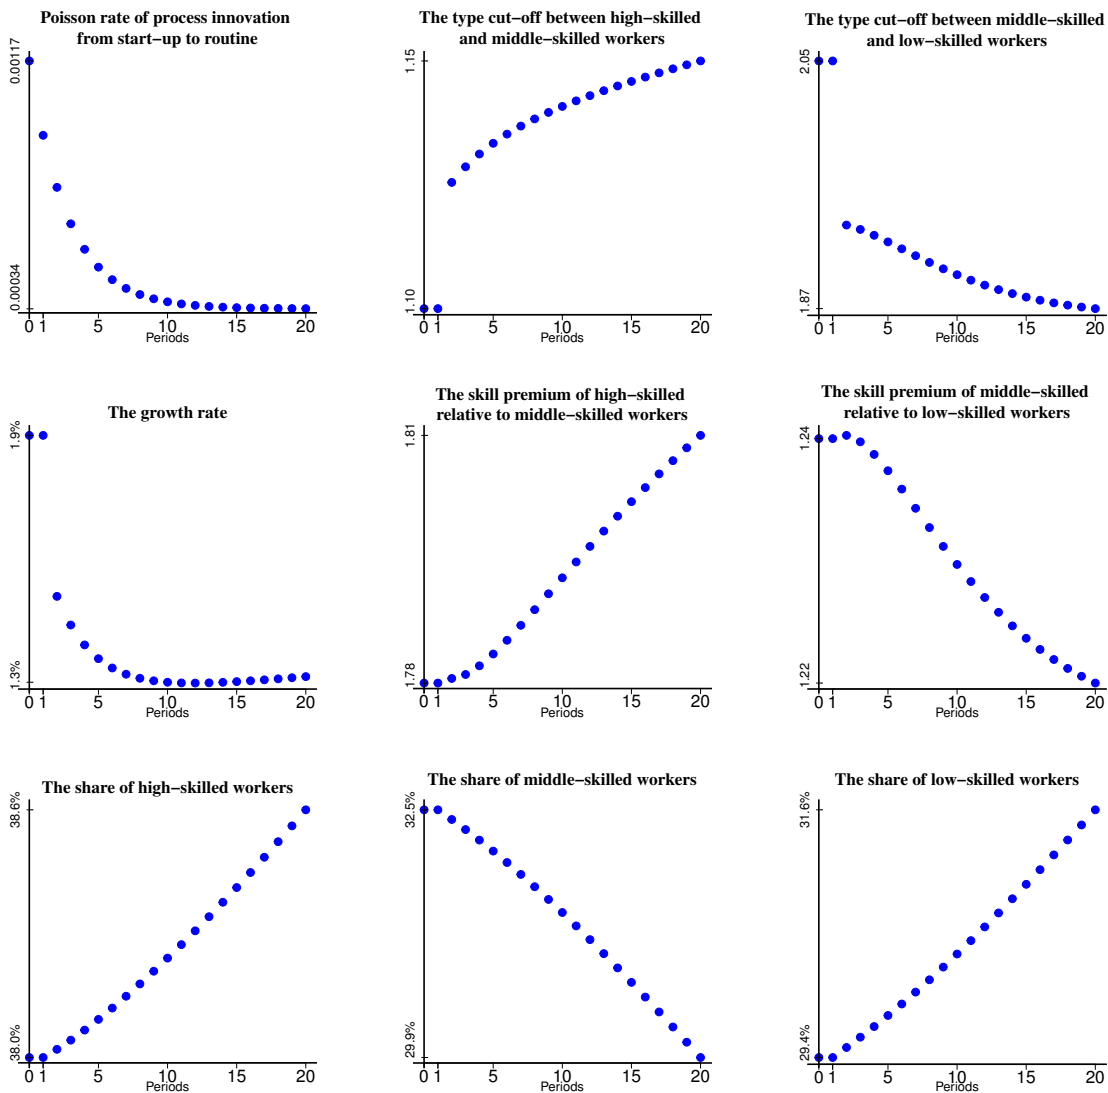 Poisson rate of process innovation
from start−up to routine
0.00117
0.00034
0 1 5 10 15 20
Periods
The type cut−off between high−skilled
and middle−skilled workers
1.15
1.10
0 1 5 10 15 20
Periods
The type cut−off between middle−skilled
and low−skilled workers
2.05
1.87
0 1 5 10 15 20
Periods
The growth rate
1.9%
1.3%
0 1 5 10 15 20
Periods
The skill premium of high−skilled
relative to middle−skilled workers
1.81
1.78
0 1 5 10 15 20
Periods
The skill premium of middle−skilled
relative to low−skilled workers
1.24
1.22
0 1 5 10 15 20
Periods
The share of high−skilled workers
38.6%
38.0%
0 1 5 10 15 20
Periods
The share of middle−skilled workers
32.5%
29.9%
0 1 5 10 15 20
Periods
The share of low−skilled workers
31.6%
29.4%
0 1 5 10 15 20
Periods